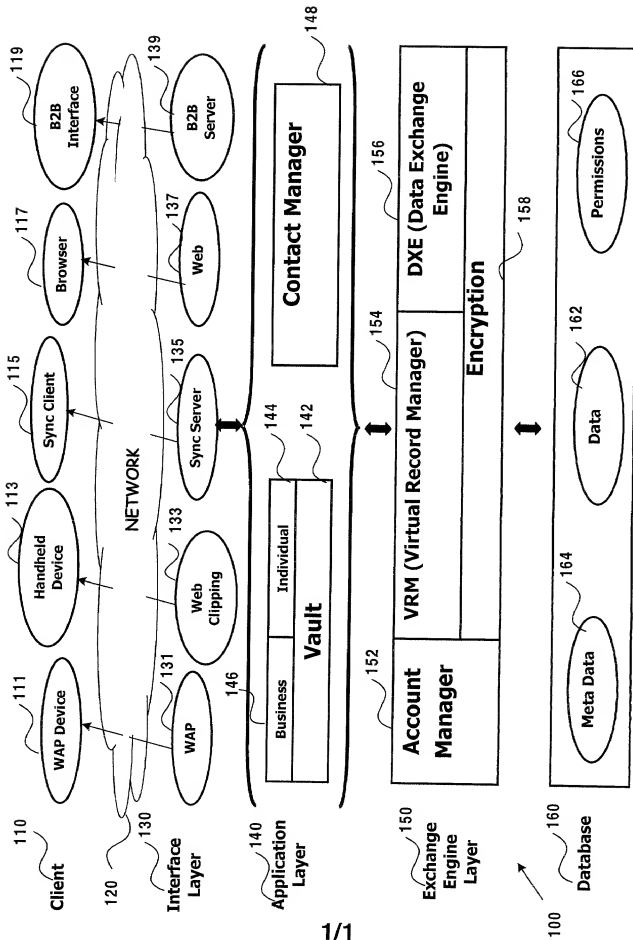 110
Client
111
WAP Device
113
Handheld
Device
115
Sync Client
117
Browser
119
B2B
Interface
120
NETWORK
130
Interface
Layer
131
WAP
133
Web
Clipping
135
Sync Server
137
Web
139
B2B
Server
140
Application
Layer
146
Business
144
Individual
142
Vault
148
Contact Manager
150
Exchange
Engine
Layer
152
Account
Manager
154
VRM (Virtual Record Manager)
156
DXE (Data Exchange
Engine)
158
Encryption
160
Database
164
Meta Data
162
Data
166
Permissions
100
1/1